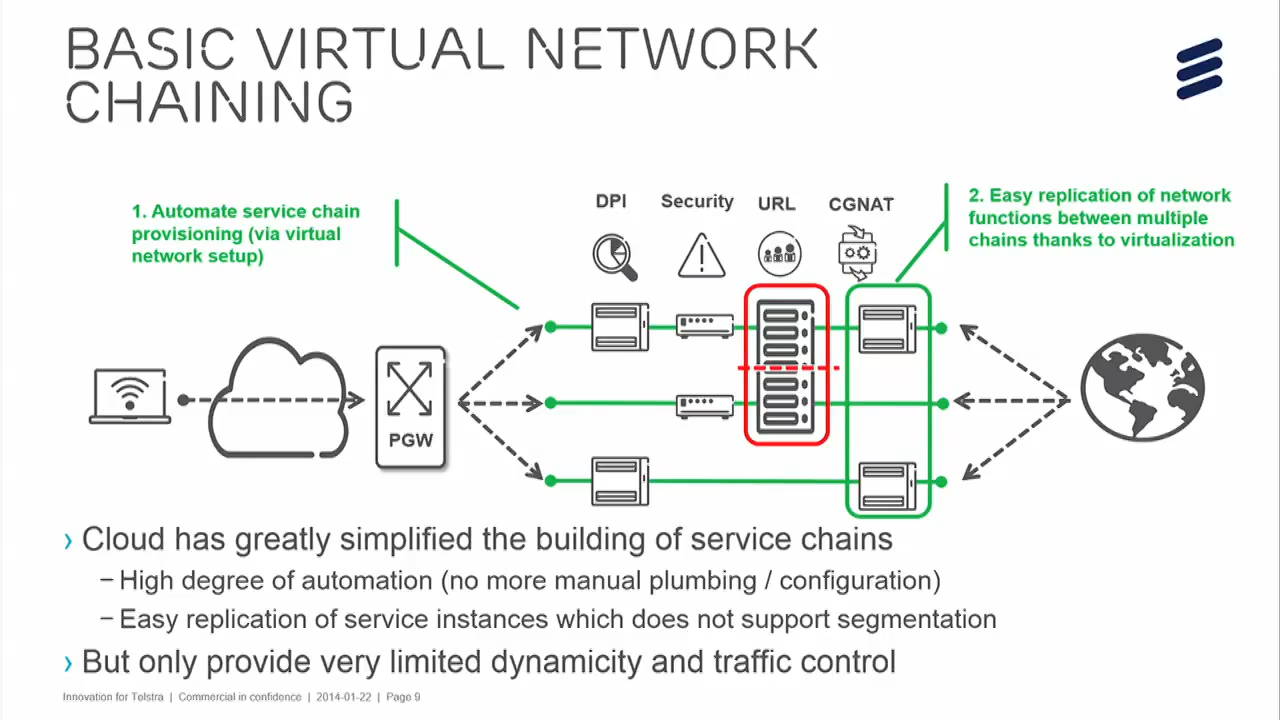 BASIC VIRTUAL NETWORK
CHAINING
1. Automate service chain
provisioning (via virtual
network setup)
DPI
Security
URL
CGNAT
2. Easy replication of network
functions between multiple
chains thanks to virtualization
PGW
› Cloud has greatly simplified the building of service chains
– High degree of automation (no more manual plumbing / configuration)
– Easy replication of service instances which does not support segmentation
› But only provide very limited dynamicity and traffic control
Innovation for Telstra | Commercial in confidence | 2014-01-22 | Page 9